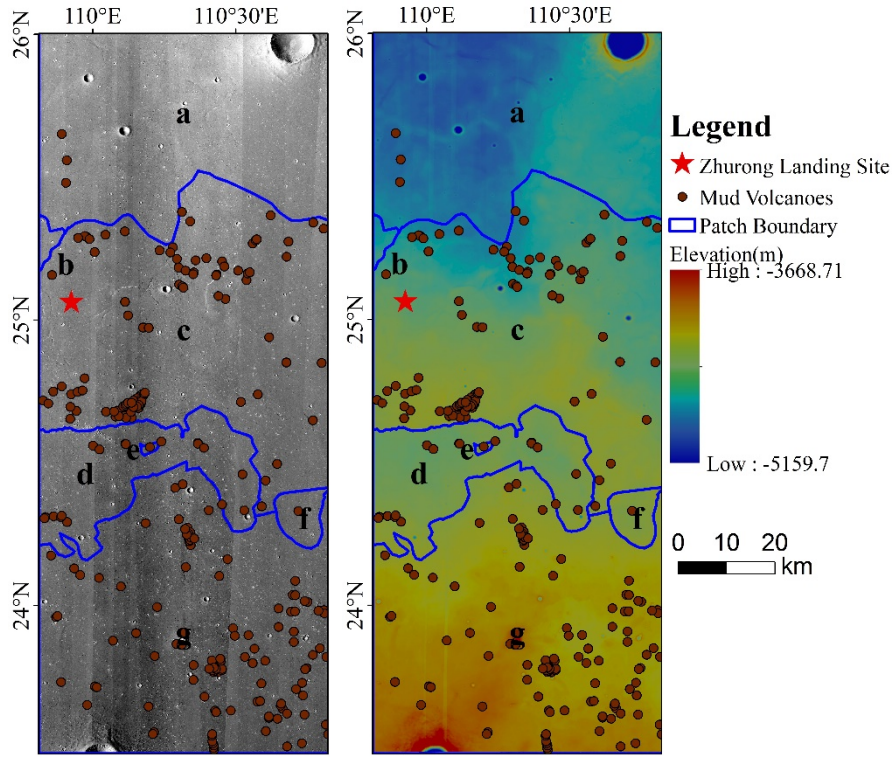 110°E 110°30'E 110°E 110°30'E
26°N 26°N
a a
b b
25°N 25°N
c c
e e
d d
f f
24°N 24°N
g g
Legend
Zhurong Landing Site
Mud Volcanoes
Patch Boundary
Elevation(m)
High : -3668.71
Low : -5159.7
0 10 20
km